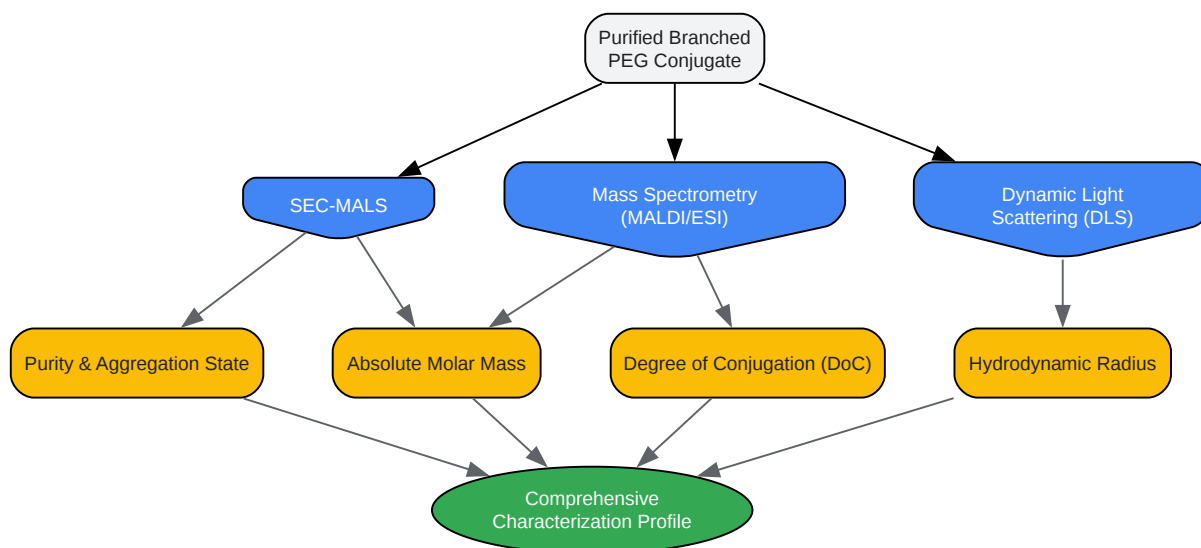 Purified Branched
PEG Conjugate
SEC-MALS
Mass Spectrometry
(MALDI/ESI)
Dynamic Light
Scattering (DLS)
Purity & Aggregation State
Absolute Molar Mass
Degree of Conjugation (DoC)
Hydrodynamic Radius
Comprehensive
Characterization Profile